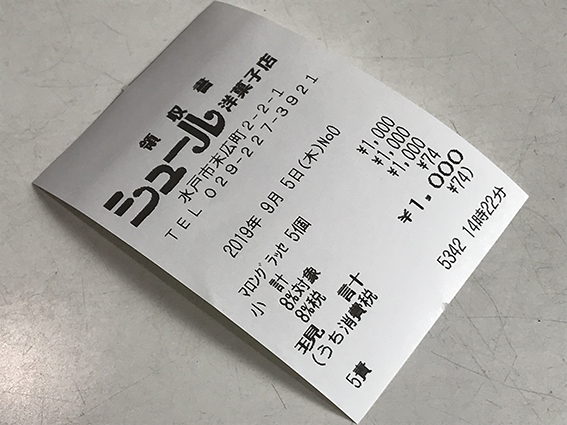 領収書
シュール洋菓子店
水戸市末広町2-2-1
TEL 029-227-3921
2019年 9月 5日(木)No0
マロングラッセ 5個 ¥1,000
小 計 ¥1,000
8%対象 ¥1,000
8%税 ¥74
現 計 ¥1,000
(うち消費税 ¥74)
5責 5342 14時22分